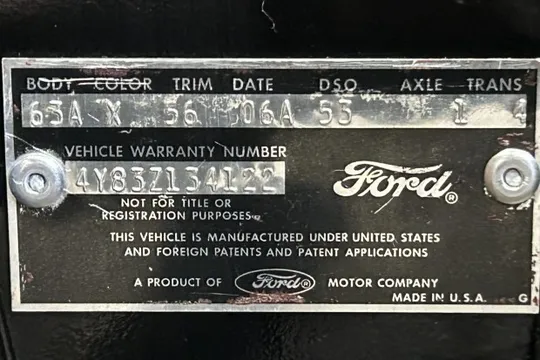 BODY COLOR TRIM DATE DSO AXLE TRANS
63A X 56 06A 53 1 4
VEHICLE WARRANTY NUMBER
4Y83Z134122
Ford®
NOT FOR TITLE OR
REGISTRATION PURPOSES
THIS VEHICLE IS MANUFACTURED UNDER UNITED STATES
AND FOREIGN PATENTS AND PATENT APPLICATIONS
A PRODUCT OF Ford® MOTOR COMPANY
MADE IN U.S.A. G